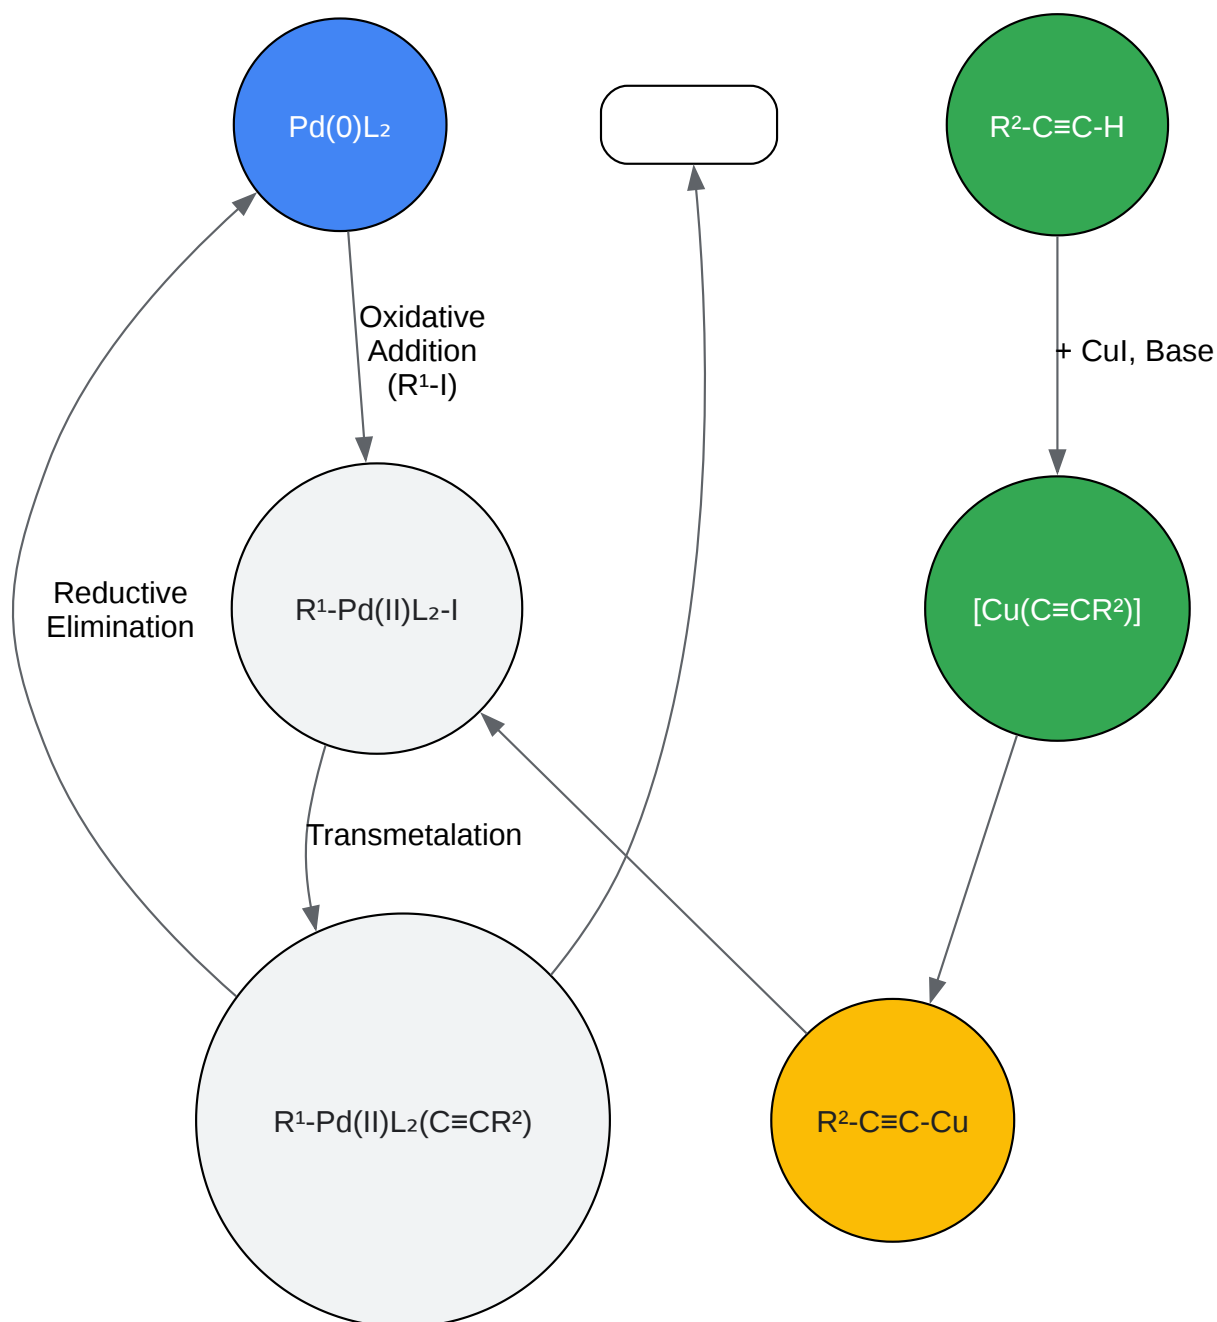 Pd(0)L₂
R²-C≡C-H
Oxidative
Addition
(R¹-I)
+ CuI, Base
Reductive
Elimination
R¹-Pd(II)L₂-I
[Cu(C≡CR²)]
Transmetalation
R¹-Pd(II)L₂(C≡CR²)
R²-C≡C-Cu